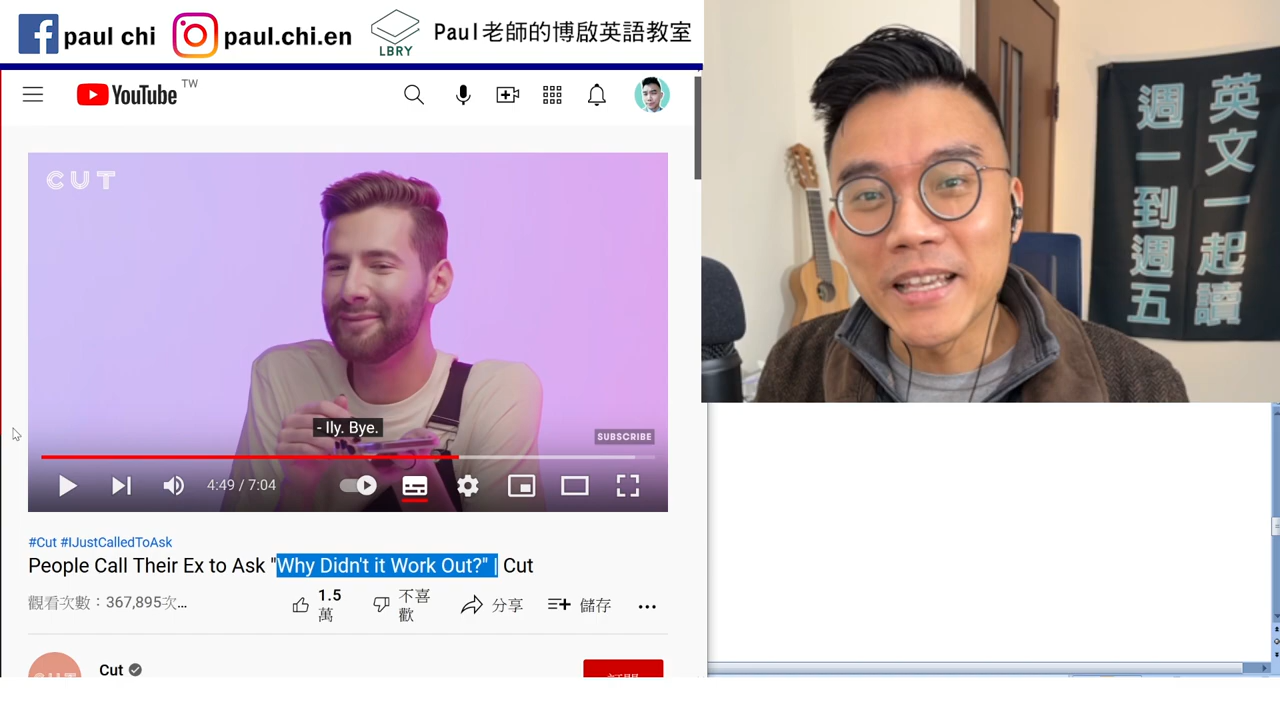 paul chi
paul.chi.en
LBRY
Paul老師的博啟英語教室
YouTube TW
CUT
- Ily. Bye.
SUBSCRIBE
4:49 / 7:04
#Cut #IJustCalledToAsk
People Call Their Ex to Ask "Why Didn't it Work Out?" | Cut
觀看次數：367,895次...
1.5
萬
不喜
歡
分享
儲存
Cut
英文一起讀
週一到週五